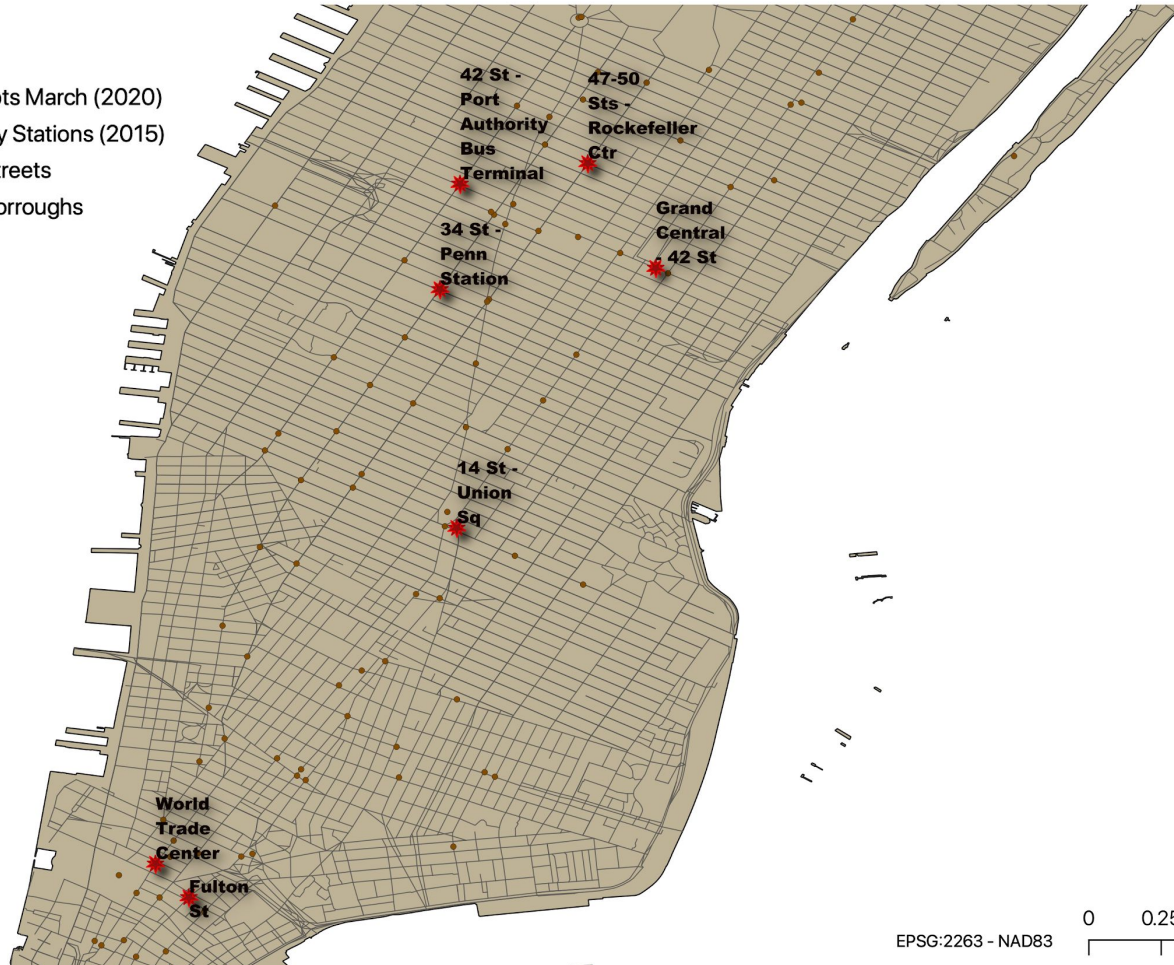 ots March (2020)
y Stations (2015)
treets
orroughs
42 St -
Port
Authority
Bus
Terminal
47-50
Sts -
Rockefeller
Ctr
Grand
Central
- 42 St
34 St -
Penn
Station
14 St -
Union
Sq
World
Trade
Center
Fulton
St
EPSG:2263 - NAD83
0
0.25